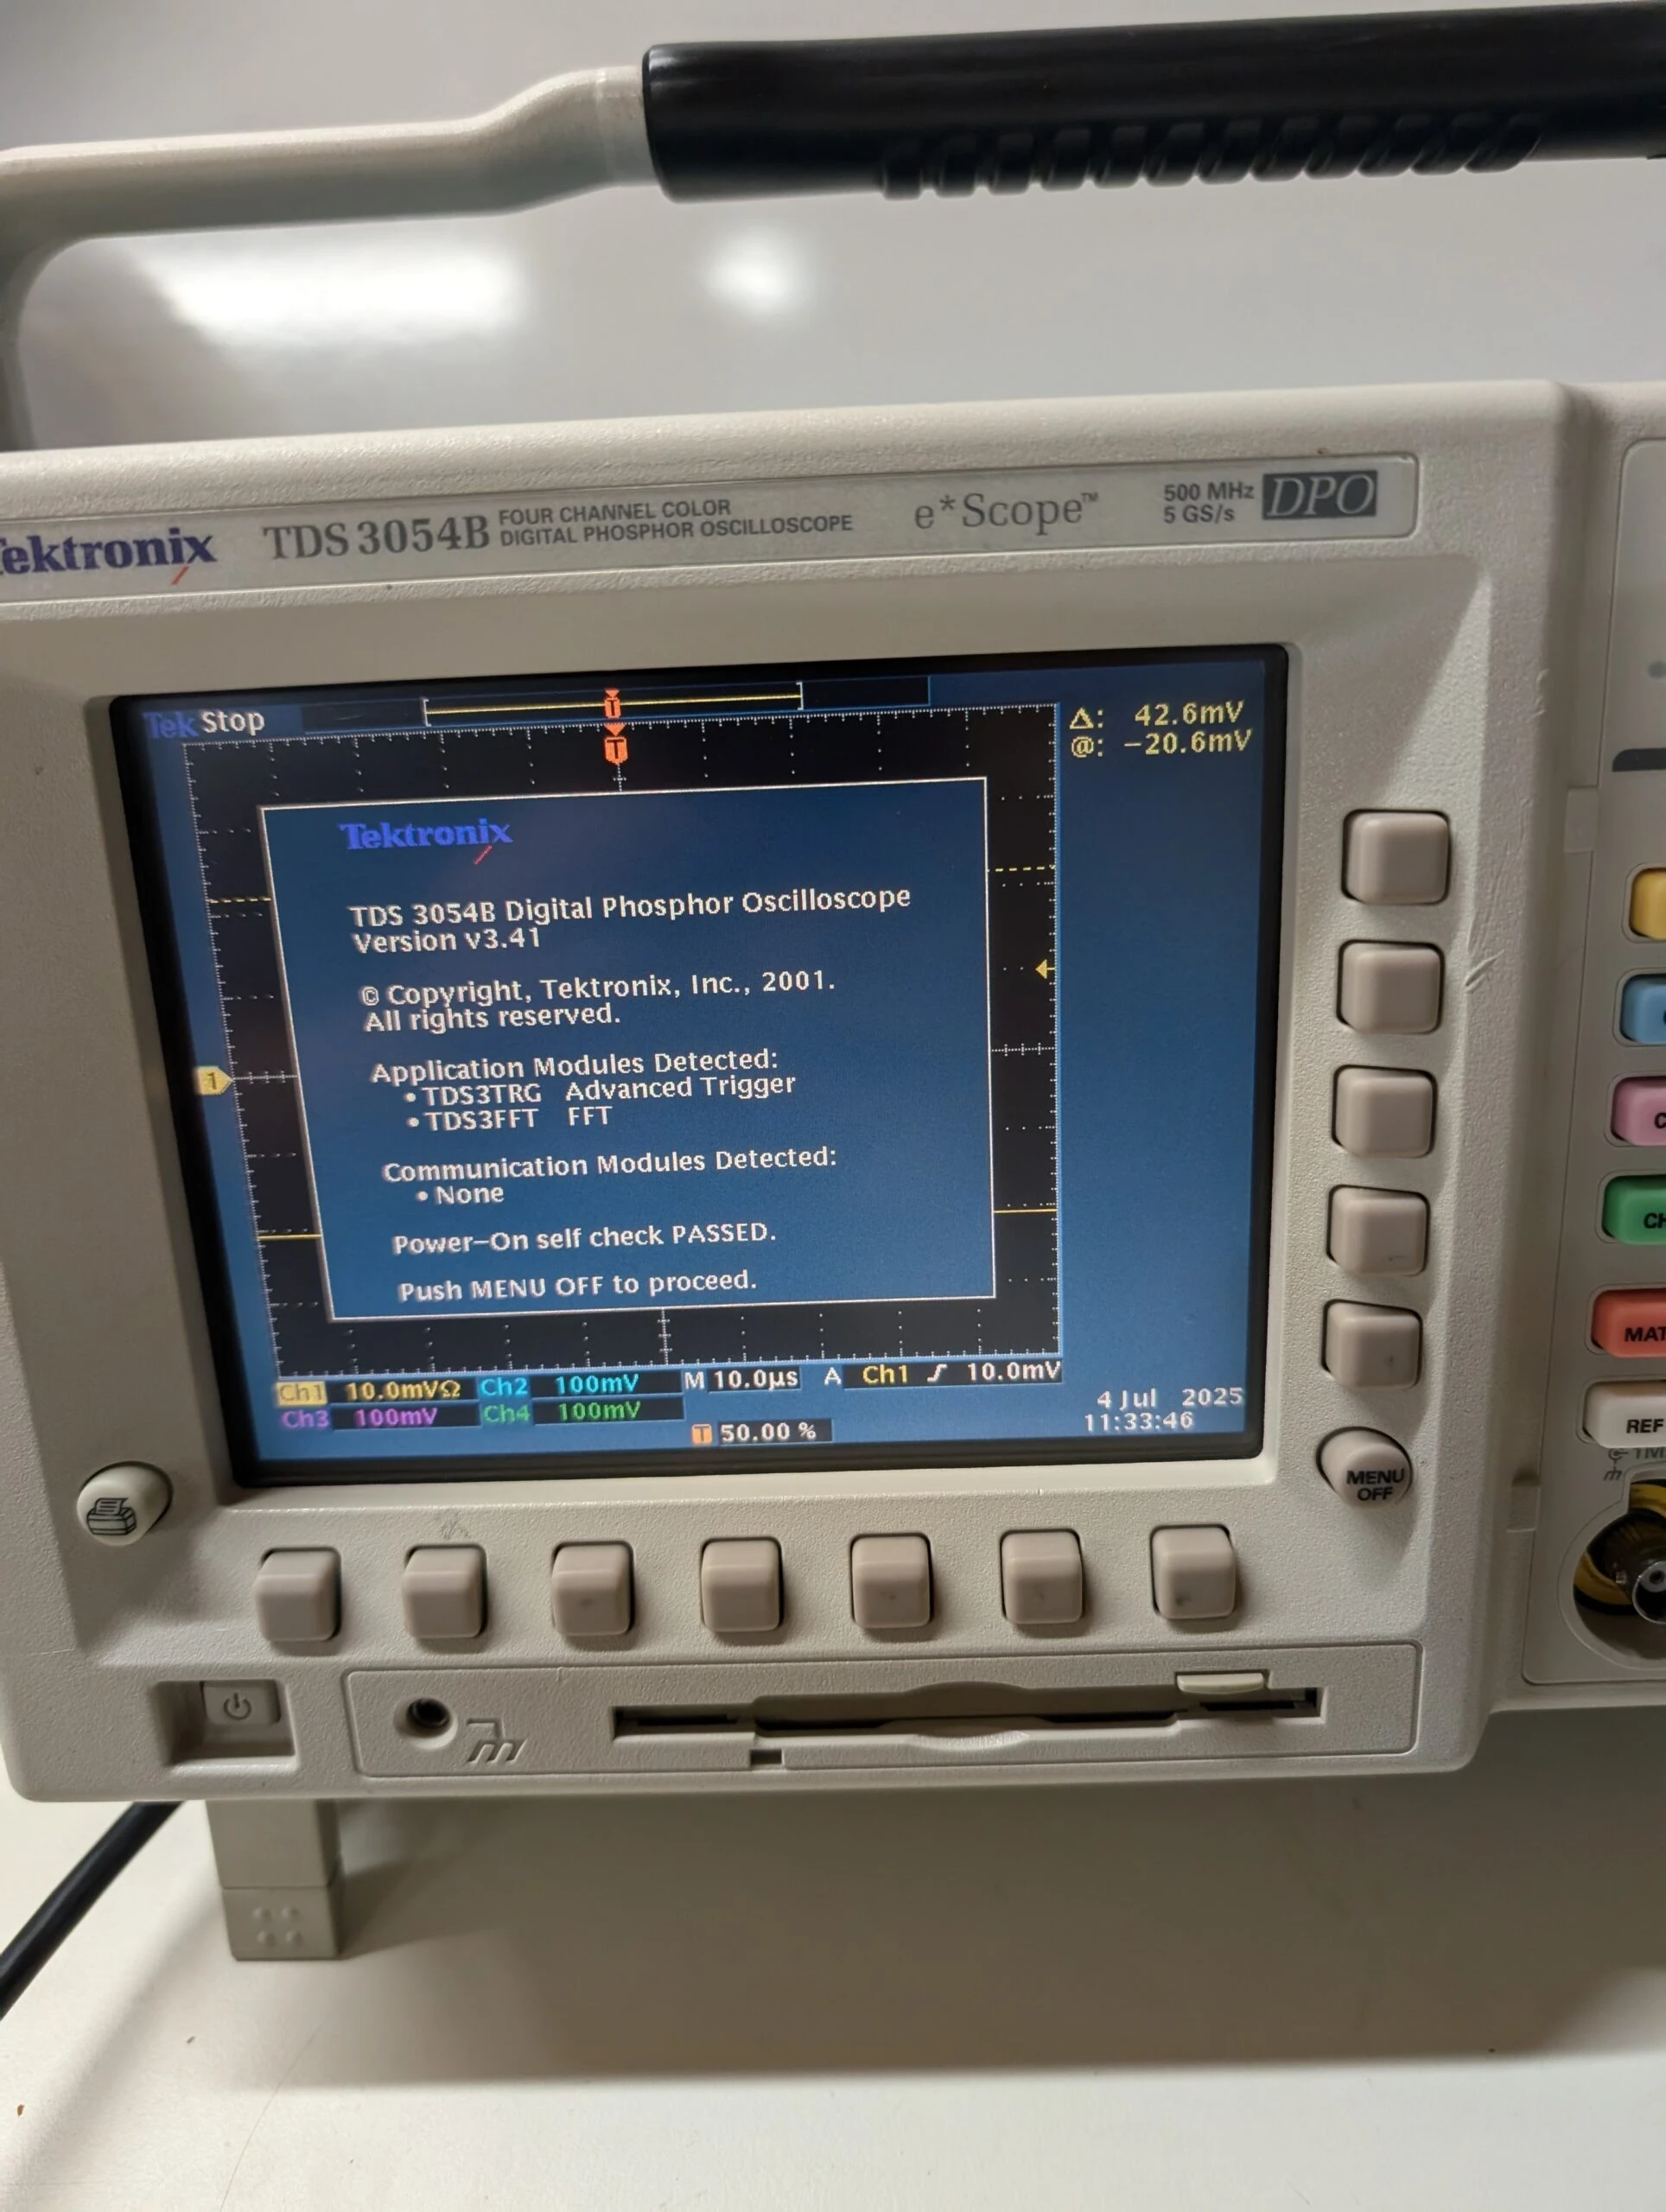 Tektronix TDS 3054B FOUR CHANNEL COLOR
DIGITAL PHOSPHOR OSCILLOSCOPE
e*Scope™
500 MHz
5 GS/s
DPO
Tek Stop
T
T
Δ: 42.6mV
@: −20.6mV
Tektronix
TDS 3054B Digital Phosphor Oscilloscope
Version v3.41
© Copyright, Tektronix, Inc., 2001.
All rights reserved.
Application Modules Detected:
• TDS3TRG Advanced Trigger
• TDS3FFT FFT
Communication Modules Detected:
• None
Power−On self check PASSED.
Push MENU OFF to proceed.
1
Ch1 10.0mVΩ Ch2 100mV M 10.0µs A Ch1 10.0mV
Ch3 100mV Ch4 100mV
T 50.00 %
4 Jul 2025
11:33:46
MENU
OFF
REF